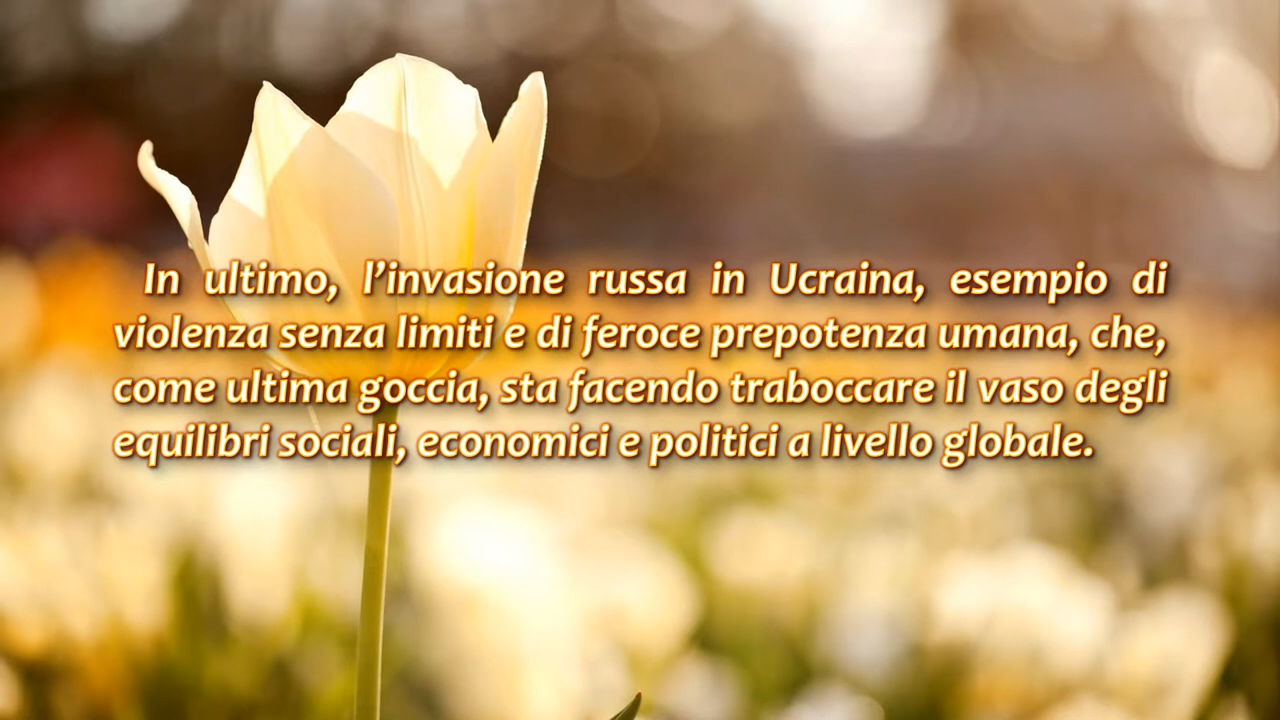 In ultimo, l’invasione russa in Ucraina, esempio di
violenza senza limiti e di feroce prepotenza umana, che,
come ultima goccia, sta facendo traboccare il vaso degli
equilibri sociali, economici e politici a livello globale.